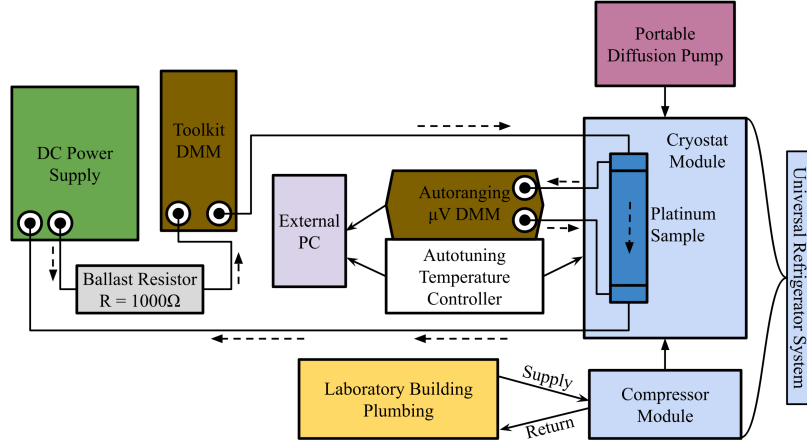 Portable
Diffusion Pump
Toolkit
DMM
DC Power
Supply
Cryostat
Module
Autoranging
μV DMM
External
PC
Platinum
Sample
Universal Refrigerator System
Autotuning
Temperature
Controller
Ballast Resistor
R = 1000Ω
Laboratory Building
Plumbing
Supply
Return
Compressor
Module